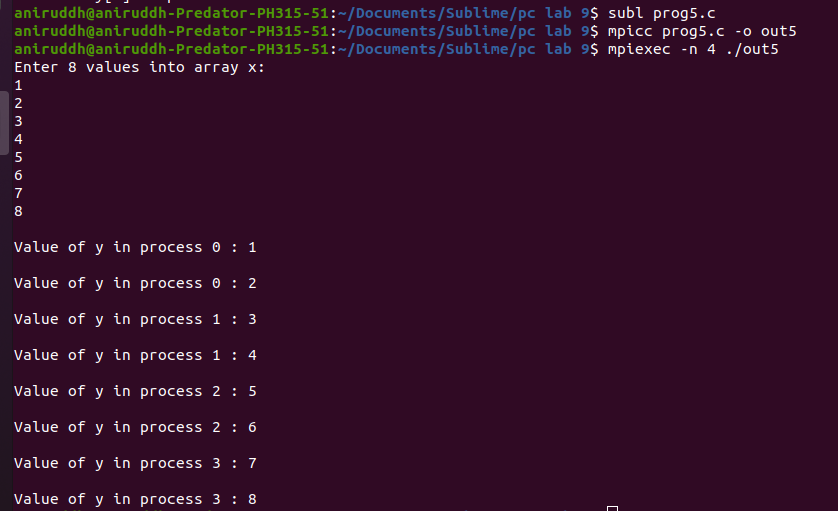 aniruddh@aniruddh-Predator-PH315-51:~/Documents/Sublime/pc lab 9$ subl prog5.c
aniruddh@aniruddh-Predator-PH315-51:~/Documents/Sublime/pc lab 9$ mpicc prog5.c -o out5
aniruddh@aniruddh-Predator-PH315-51:~/Documents/Sublime/pc lab 9$ mpiexec -n 4 ./out5
Enter 8 values into array x:
1
2
3
4
5
6
7
8
Value of y in process 0 : 1
Value of y in process 0 : 2
Value of y in process 1 : 3
Value of y in process 1 : 4
Value of y in process 2 : 5
Value of y in process 2 : 6
Value of y in process 3 : 7
Value of y in process 3 : 8